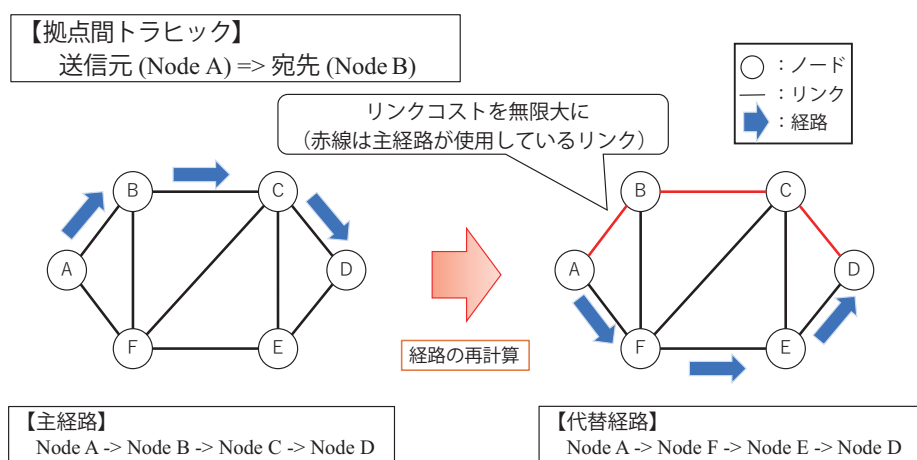 【拠点間トラヒック】
送信元 (Node A) => 宛先 (Node B)
：ノード
：リンク
：経路
リンクコストを無限大に
（赤線は主経路が使用しているリンク）
B
C
A
D
F
E
経路の再計算
B
C
A
D
F
E
【主経路】
Node A -> Node B -> Node C -> Node D
【代替経路】
Node A -> Node F -> Node E -> Node D